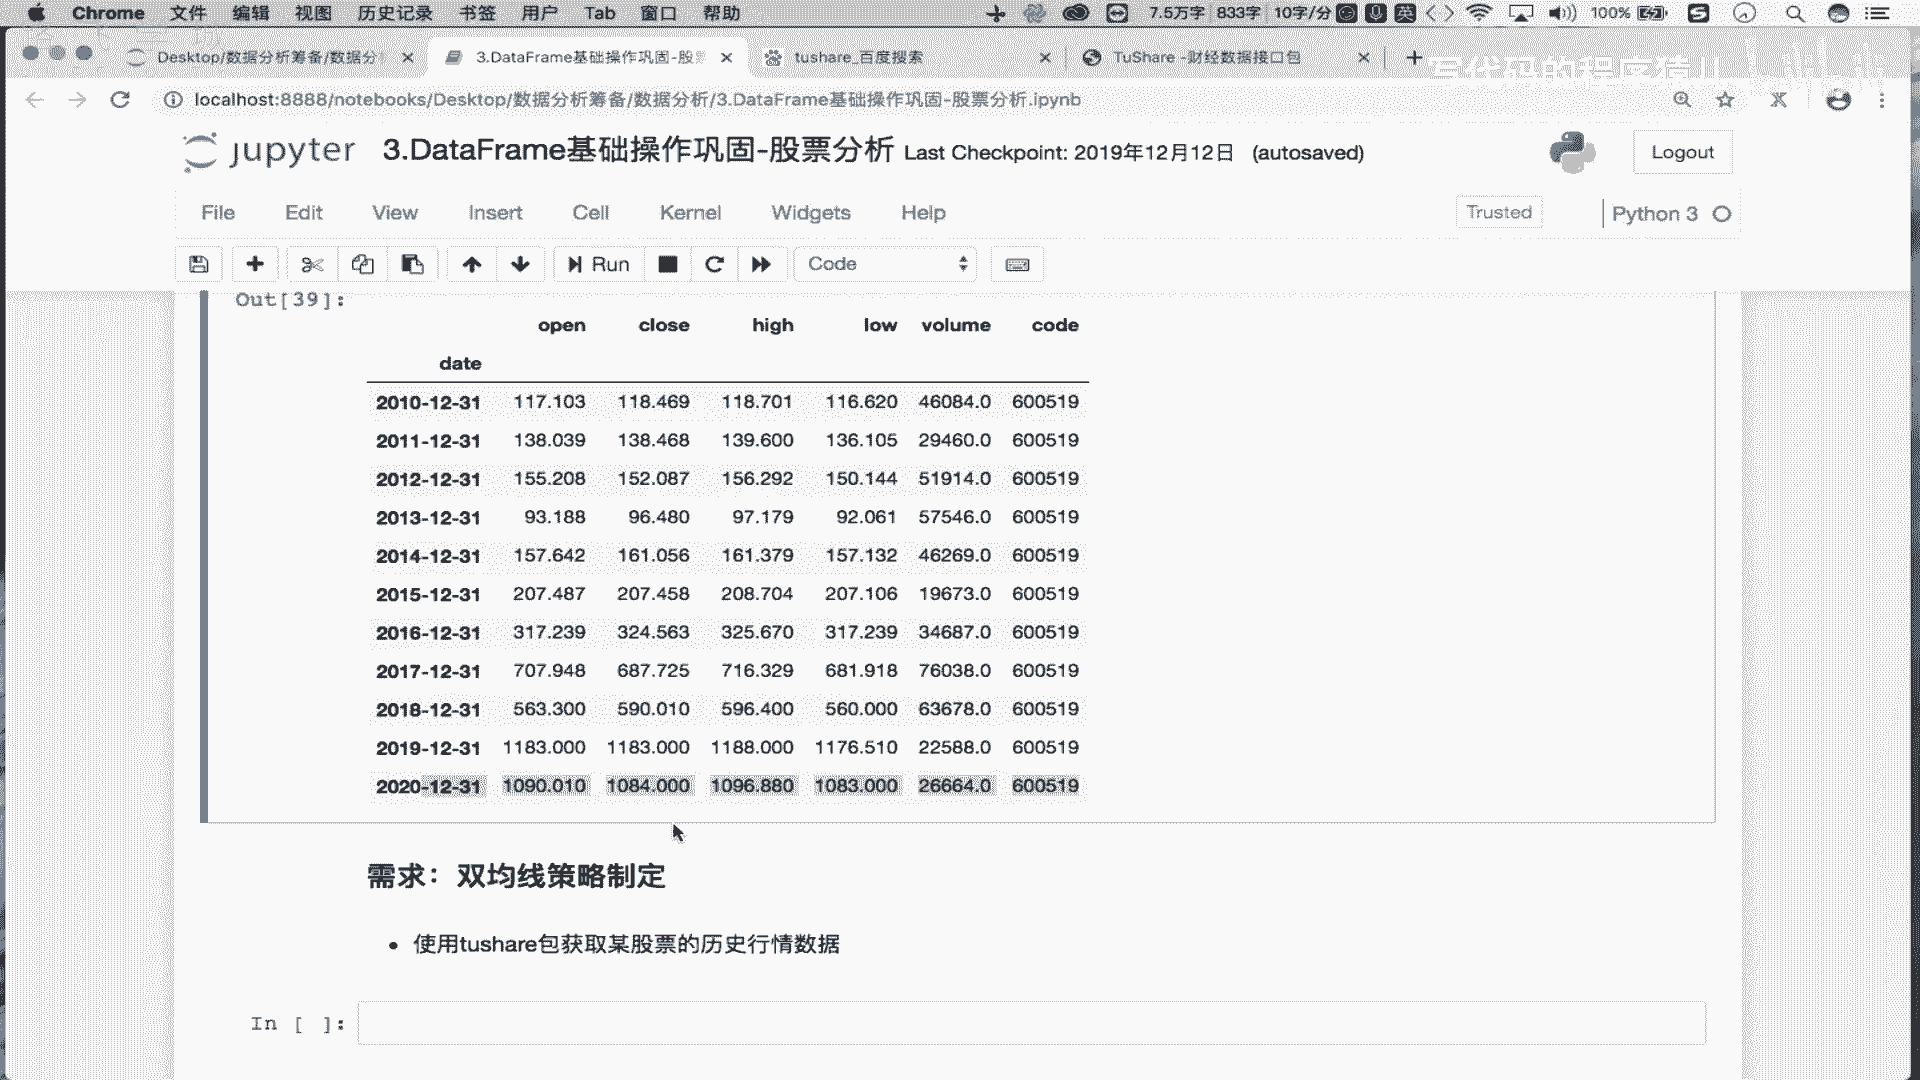 Chrome 文件 编辑 视图 历史记录 书签 用户 Tab 窗口 帮助 7.5万字 833字 10字/分 英 100%
Desktop/数据分析筹备/数据分 3.DataFrame基础操作巩固-股 tushare_百度搜索 TuShare -财经数据接口包
写代码的程序猿儿
localhost:8888/notebooks/Desktop/数据分析筹备/数据分析/3.DataFrame基础操作巩固-股票分析.ipynb
jupyter 3.DataFrame基础操作巩固-股票分析 Last Checkpoint: 2019年12月12日 (autosaved) Logout
File Edit View Insert Cell Kernel Widgets Help Trusted Python 3
Run Code
Out[39]:
open close high low volume code
date
2010-12-31 117.103 118.469 118.701 116.620 46084.0 600519
2011-12-31 138.039 138.468 139.600 136.105 29460.0 600519
2012-12-31 155.208 152.087 156.292 150.144 51914.0 600519
2013-12-31 93.188 96.480 97.179 92.061 57546.0 600519
2014-12-31 157.642 161.056 161.379 157.132 46269.0 600519
2015-12-31 207.487 207.458 208.704 207.106 19673.0 600519
2016-12-31 317.239 324.563 325.670 317.239 34687.0 600519
2017-12-31 707.948 687.725 716.329 681.918 76038.0 600519
2018-12-31 563.300 590.010 596.400 560.000 63678.0 600519
2019-12-31 1183.000 1183.000 1188.000 1176.510 22588.0 600519
2020-12-31 1090.010 1084.000 1096.880 1083.000 26664.0 600519
需求：双均线策略制定
• 使用tushare包获取某股票的历史行情数据
In [ ]: